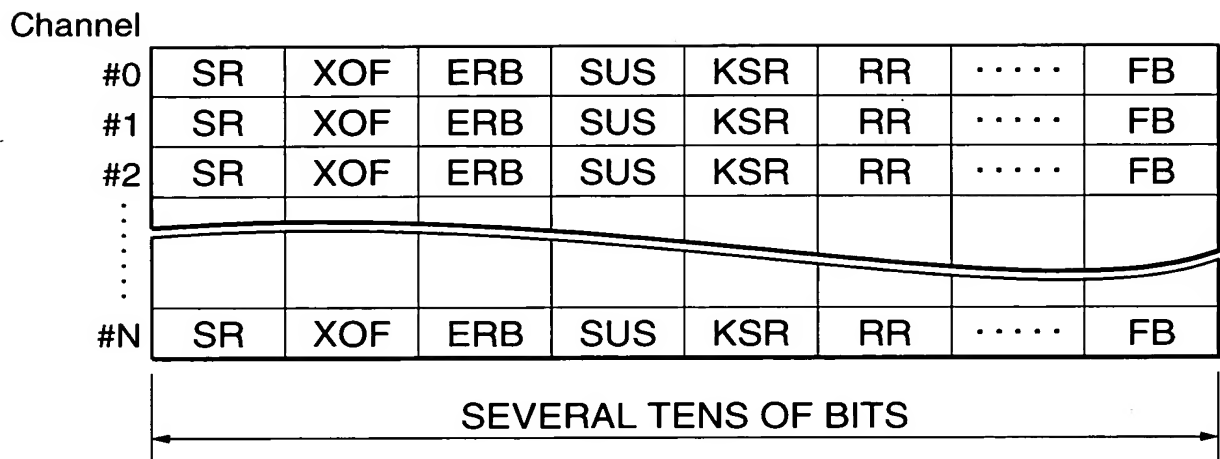 Channel
#0 SR XOF ERB SUS KSR RR ..... FB
#1 SR XOF ERB SUS KSR RR ..... FB
#2 SR XOF ERB SUS KSR RR ..... FB
#N SR XOF ERB SUS KSR RR ..... FB
SEVERAL TENS OF BITS